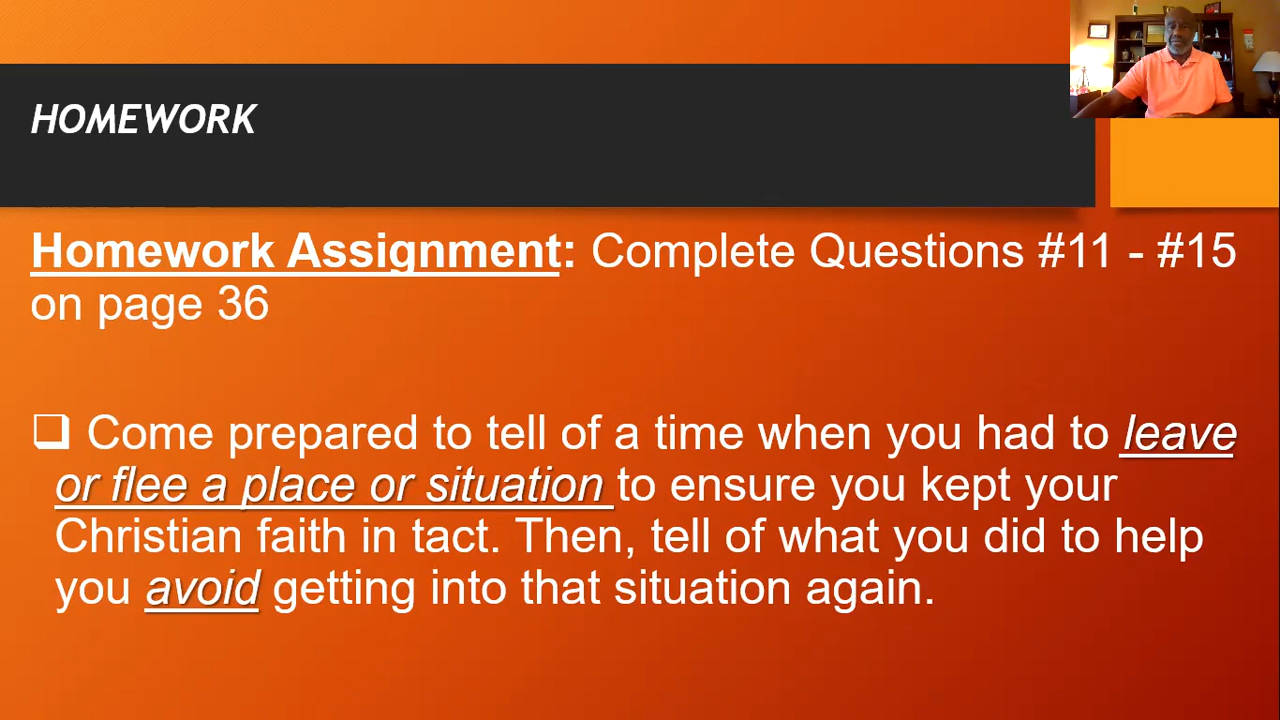 HOMEWORK
Homework Assignment: Complete Questions #11 - #15
on page 36
❑ Come prepared to tell of a time when you had to leave
or flee a place or situation to ensure you kept your
Christian faith in tact. Then, tell of what you did to help
you avoid getting into that situation again.